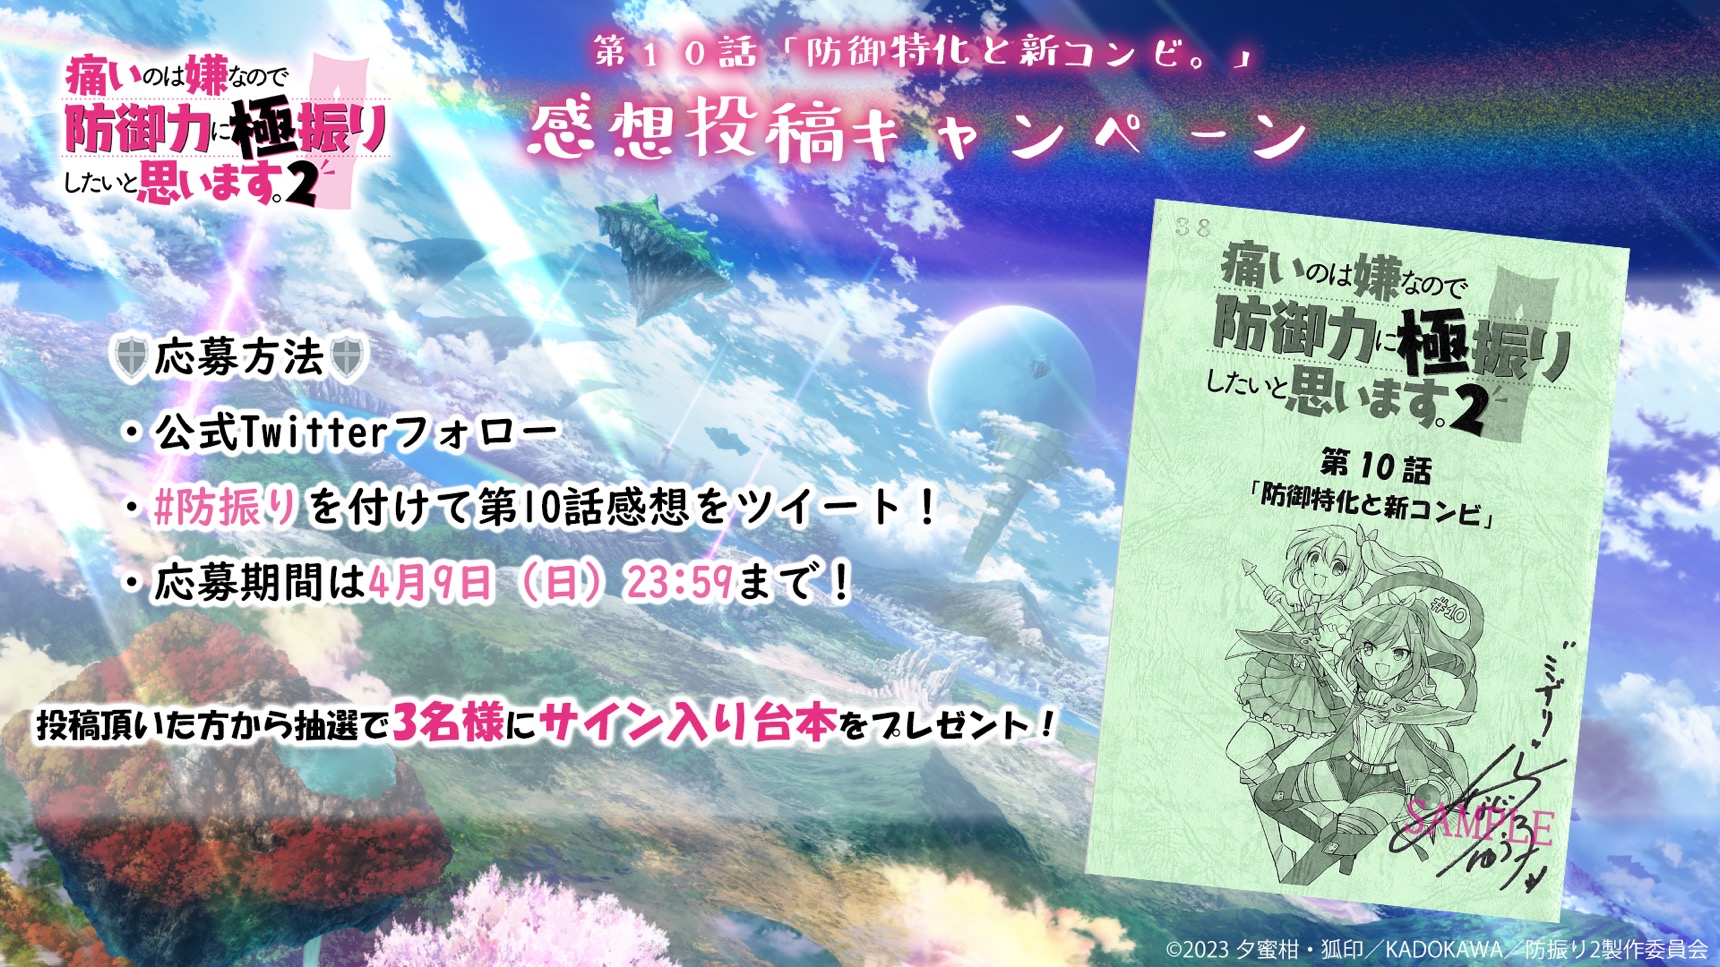 第１０話「防御特化と新コンビ。」
感想投稿キャンペーン
痛いのは嫌なので
防御力に極振り
したいと思います。2
応募方法
・公式Twitterフォロー
・#防振りを付けて第10話感想をツイート！
・応募期間は4月9日（日）23:59まで！
投稿頂いた方から抽選で3名様にサイン入り台本をプレゼント！
38
痛いのは嫌なので
防御力に極振り
したいと思います。2
第10話
「防御特化と新コンビ」
#10
"ミザリー"
SAMPLE
©2023 夕蜜柑・狐印／KADOKAWA／防振り2製作委員会